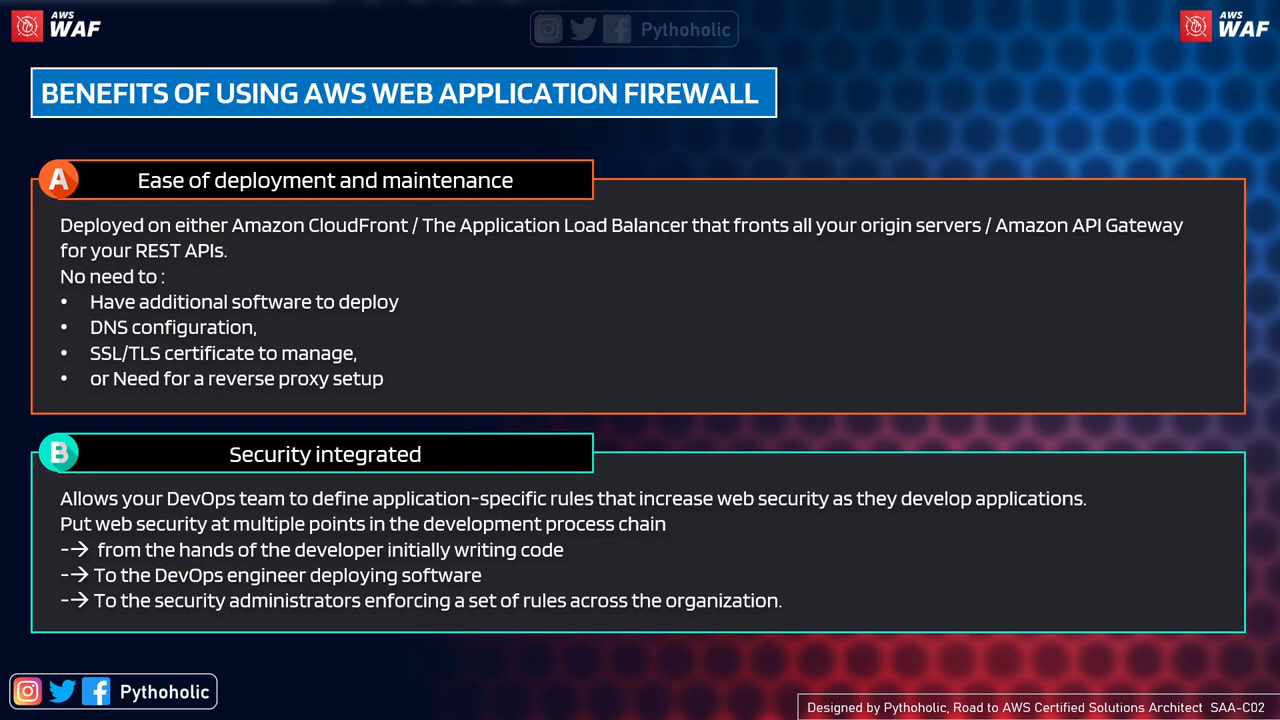 AWS
WAF
Pythoholic
AWS
WAF
BENEFITS OF USING AWS WEB APPLICATION FIREWALL
A
Ease of deployment and maintenance
Deployed on either Amazon CloudFront / The Application Load Balancer that fronts all your origin servers / Amazon API Gateway
for your REST APIs.
No need to :
• Have additional software to deploy
• DNS configuration,
• SSL/TLS certificate to manage,
• or Need for a reverse proxy setup
B
Security integrated
Allows your DevOps team to define application-specific rules that increase web security as they develop applications.
Put web security at multiple points in the development process chain
-→ from the hands of the developer initially writing code
-→ To the DevOps engineer deploying software
-→ To the security administrators enforcing a set of rules across the organization.
Pythoholic
Designed by Pythoholic, Road to AWS Certified Solutions Architect SAA-C02